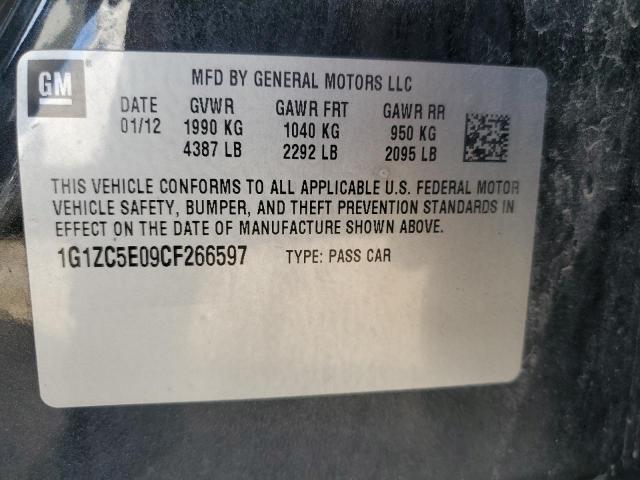 GM
MFD BY GENERAL MOTORS LLC
DATE GVWR GAWR FRT GAWR RR
01/12 1990 KG 1040 KG 950 KG
4387 LB 2292 LB 2095 LB
THIS VEHICLE CONFORMS TO ALL APPLICABLE U.S. FEDERAL MOTOR
VEHICLE SAFETY, BUMPER, AND THEFT PREVENTION STANDARDS IN
EFFECT ON THE DATE OF MANUFACTURE SHOWN ABOVE.
1G1ZC5E09CF266597 TYPE: PASS CAR